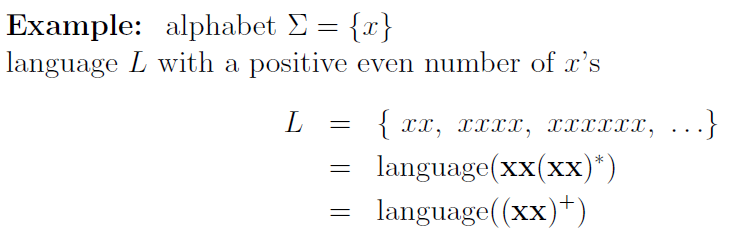 Example: alphabet Σ = {x}
language L with a positive even number of x's
L = { xx, xxxx, xxxxxx, ...}
= language(xx(xx)*)
= language((xx)⁺)